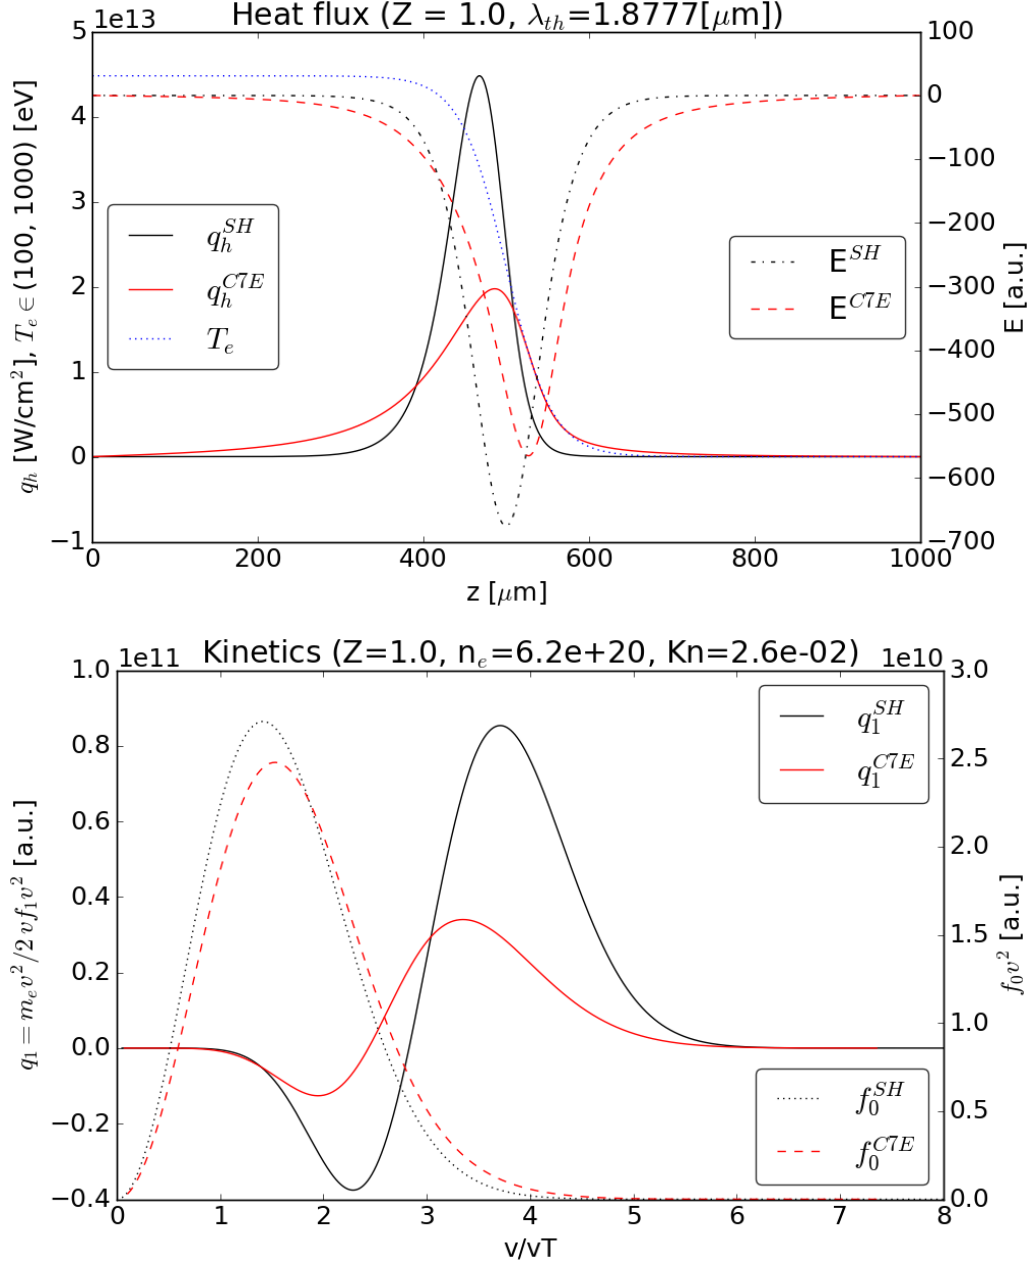 Heat flux (Z = 1.0, λ_th=1.8777[μm])
1e13
5
4
3
2
1
0
−1
q_h [W/cm²], T_e ∈ (100, 1000) [eV]
100
0
−100
−200
−300
−400
−500
−600
−700
E [a.u.]
q_h^SH
q_h^C7E
T_e
E^SH
E^C7E
0 200 400 600 800 1000
z [μm]
Kinetics (Z=1.0, n_e=6.2e+20, Kn=2.6e-02)
1e11
1e10
1.0
0.8
0.6
0.4
0.2
0.0
−0.2
−0.4
q_1 = m_e v²/2 v f_1 v² [a.u.]
3.0
2.5
2.0
1.5
1.0
0.5
0.0
f_0 v² [a.u.]
q_1^SH
q_1^C7E
f_0^SH
f_0^C7E
0 1 2 3 4 5 6 7 8
v/vT